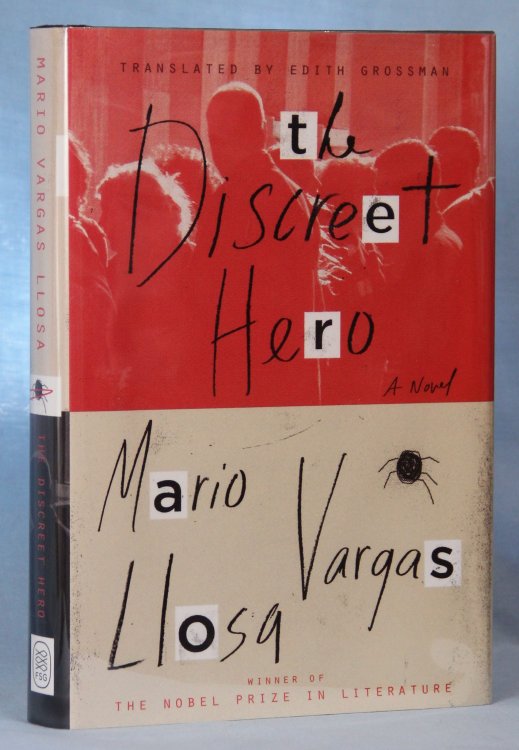 TRANSLATED BY EDITH GROSSMAN
the
Discreet
Hero
A Novel
Mario
Vargas
Llosa
WINNER OF
THE NOBEL PRIZE IN LITERATURE
MARIO VARGAS LLOSA
THE DISCREET HERO
FSG